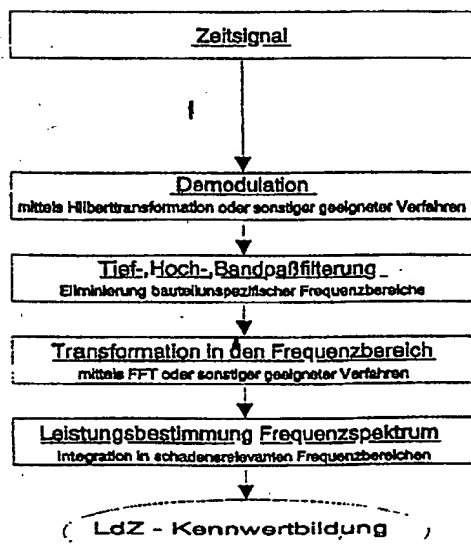 Zeitsignal
Demodulation
mittels Hilberttransformation oder sonstiger geeigneter Verfahren
Tief-,Hoch-,Bandpaßfilterung
Eliminierung bauteilunspezifischer Frequenzbereiche
Transformation in den Frequenzbereich
mittels FFT oder sonstiger geeigneter Verfahren
Leistungsbestimmung Frequenzspektrum
Integration in schadensrelevanten Frequenzbereichen
( LdZ - Kennwertbildung )